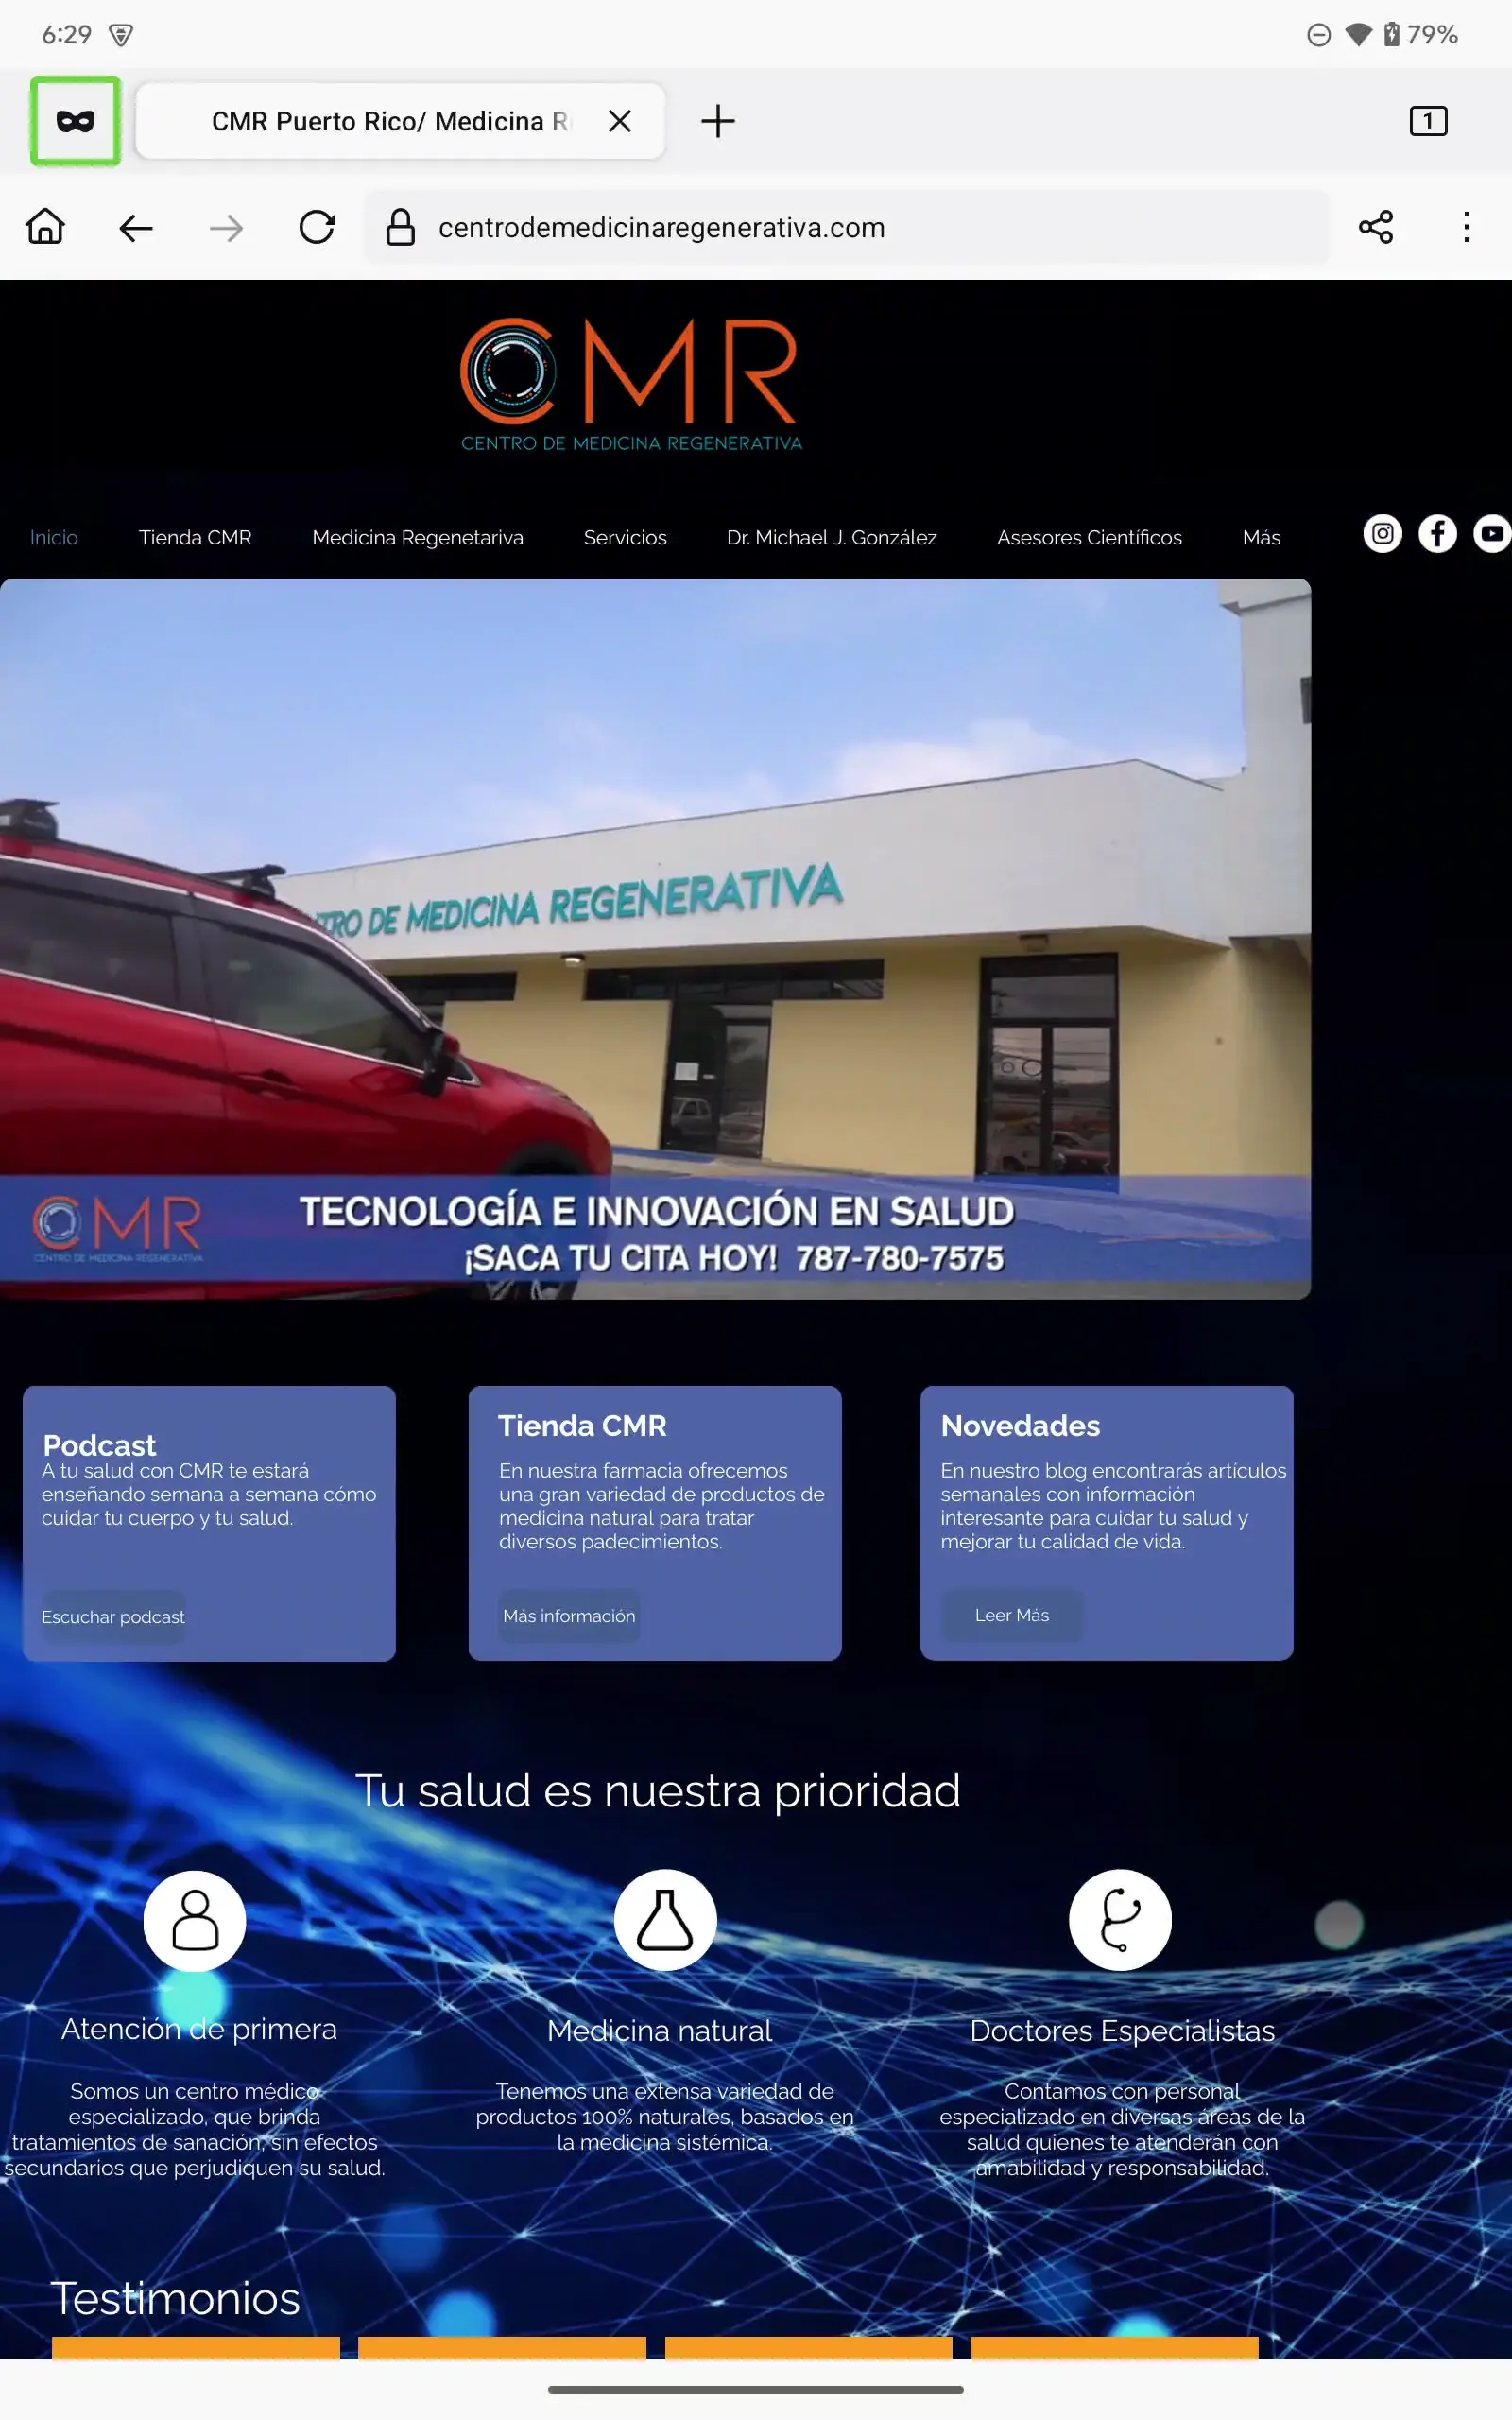 6:29
79%
CMR Puerto Rico/ Medicina R
1
centrodemedicinaregenerativa.com
CMR
CENTRO DE MEDICINA REGENERATIVA
Inicio
Tienda CMR
Medicina Regenetariva
Servicios
Dr. Michael J. González
Asesores Científicos
Más
TRO DE MEDICINA REGENERATIVA
CMR
CENTRO DE MEDICINA REGENERATIVA
TECNOLOGÍA E INNOVACIÓN EN SALUD
¡SACA TU CITA HOY! 787-780-7575
Podcast
A tu salud con CMR te estará
enseñando semana a semana cómo
cuidar tu cuerpo y tu salud.
Escuchar podcast
Tienda CMR
En nuestra farmacia ofrecemos
una gran variedad de productos de
medicina natural para tratar
diversos padecimientos.
Más información
Novedades
En nuestro blog encontrarás artículos
semanales con información
interesante para cuidar tu salud y
mejorar tu calidad de vida.
Leer Más
Tu salud es nuestra prioridad
Atención de primera
Somos un centro médico
especializado, que brinda
tratamientos de sanación, sin efectos
secundarios que perjudiquen su salud.
Medicina natural
Tenemos una extensa variedad de
productos 100% naturales, basados en
la medicina sistémica.
Doctores Especialistas
Contamos con personal
especializado en diversas áreas de la
salud quienes te atenderán con
amabilidad y responsabilidad.
Testimonios